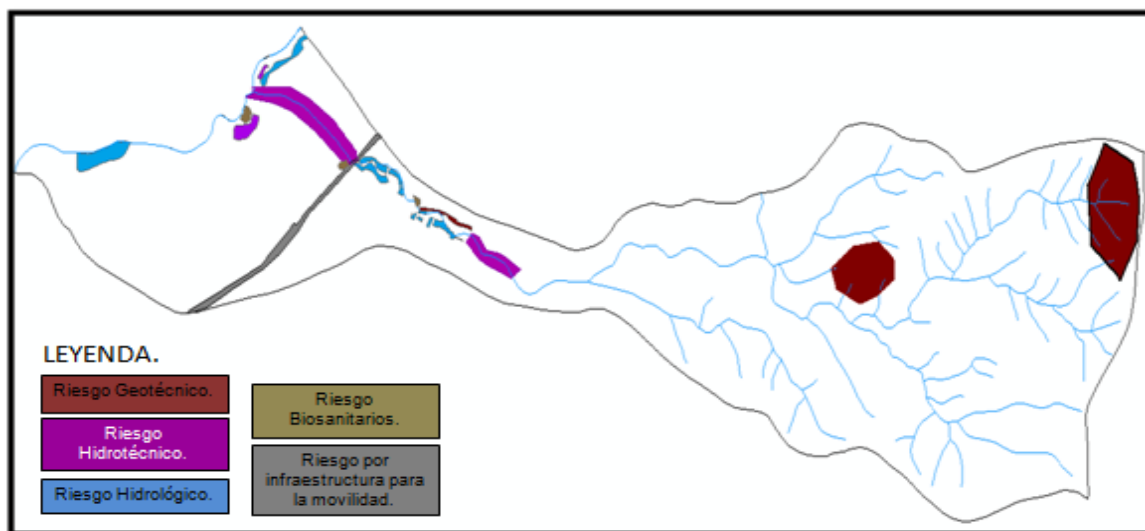 LEYENDA.
Riesgo Geotécnico.
Riesgo
Hidrotécnico.
Riesgo Hidrológico.
Riesgo
Biosanitarios.
Riesgo por
infraestructura para
la movilidad.